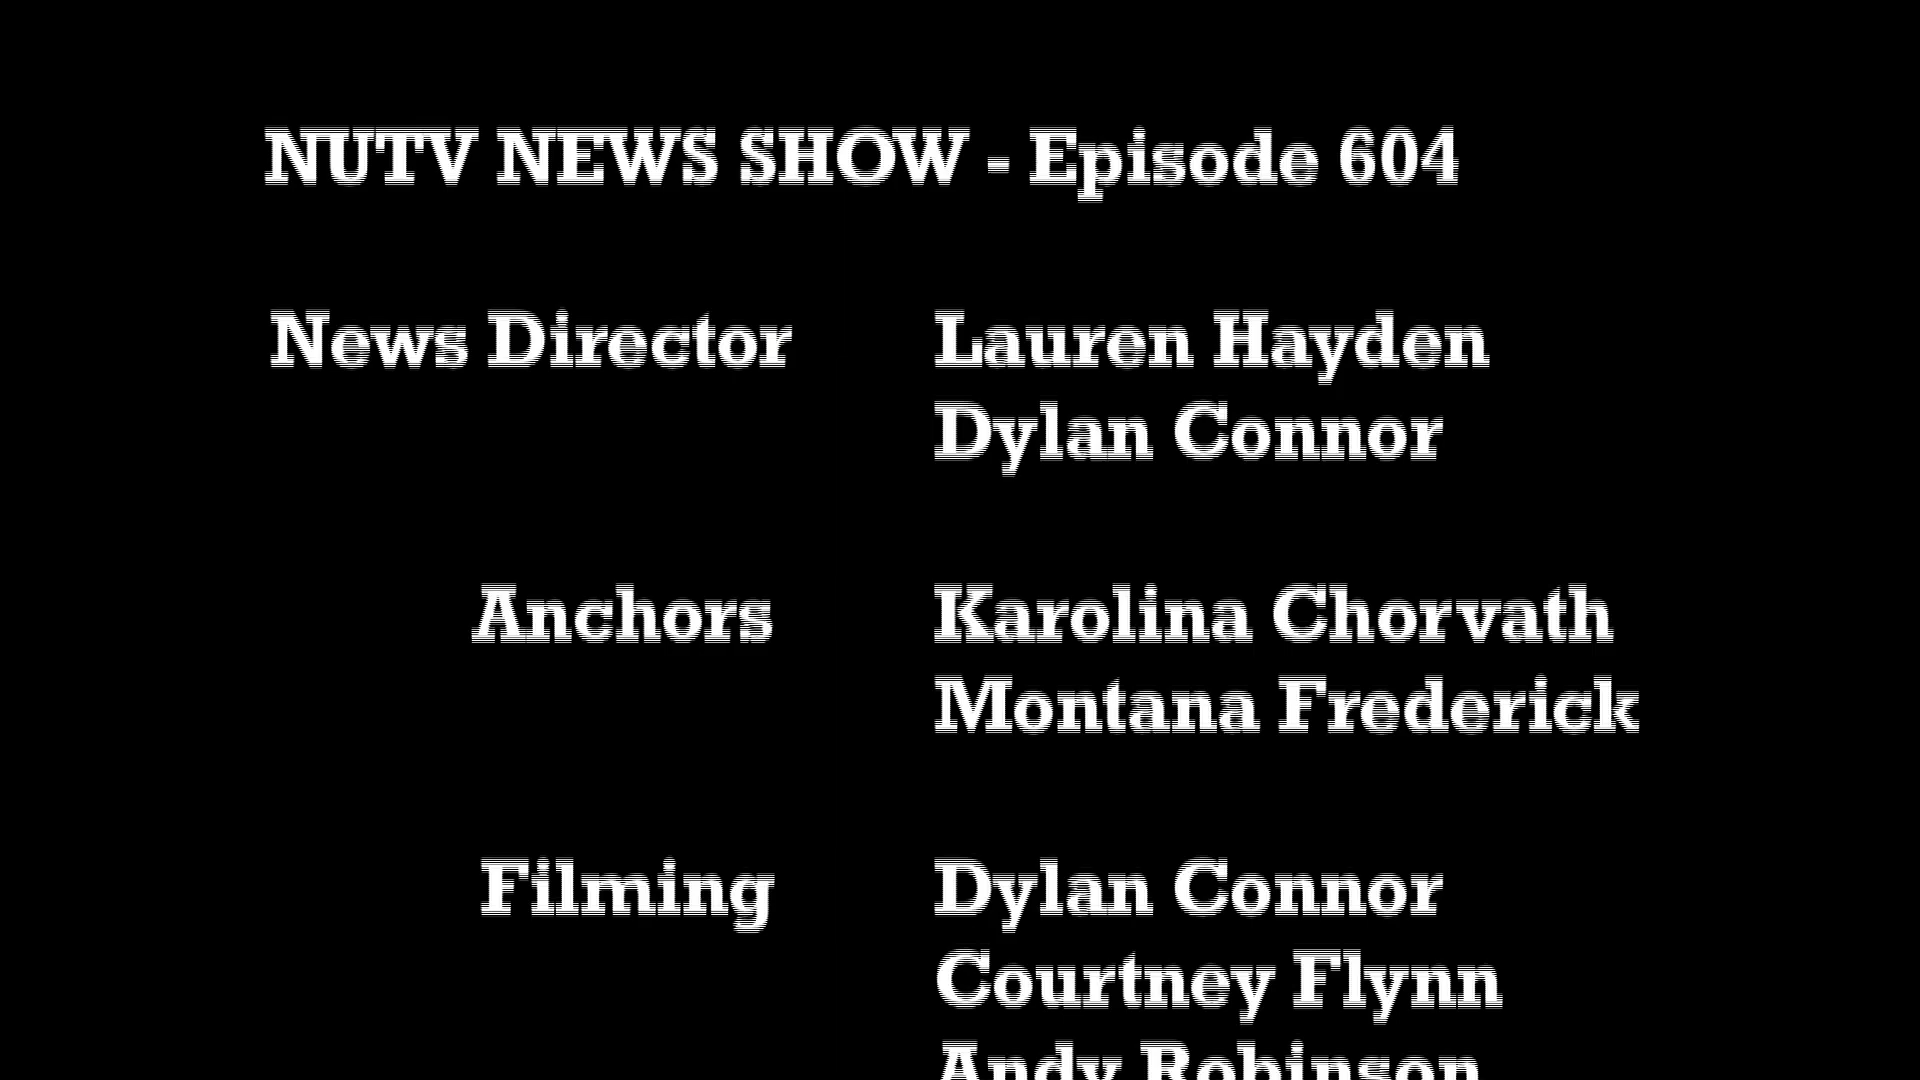 NUTV NEWS SHOW - Episode 604
News Director Lauren Hayden
Dylan Connor
Anchors Karolina Chorvath
Montana Frederick
Filming Dylan Connor
Courtney Flynn
Andy Robinson